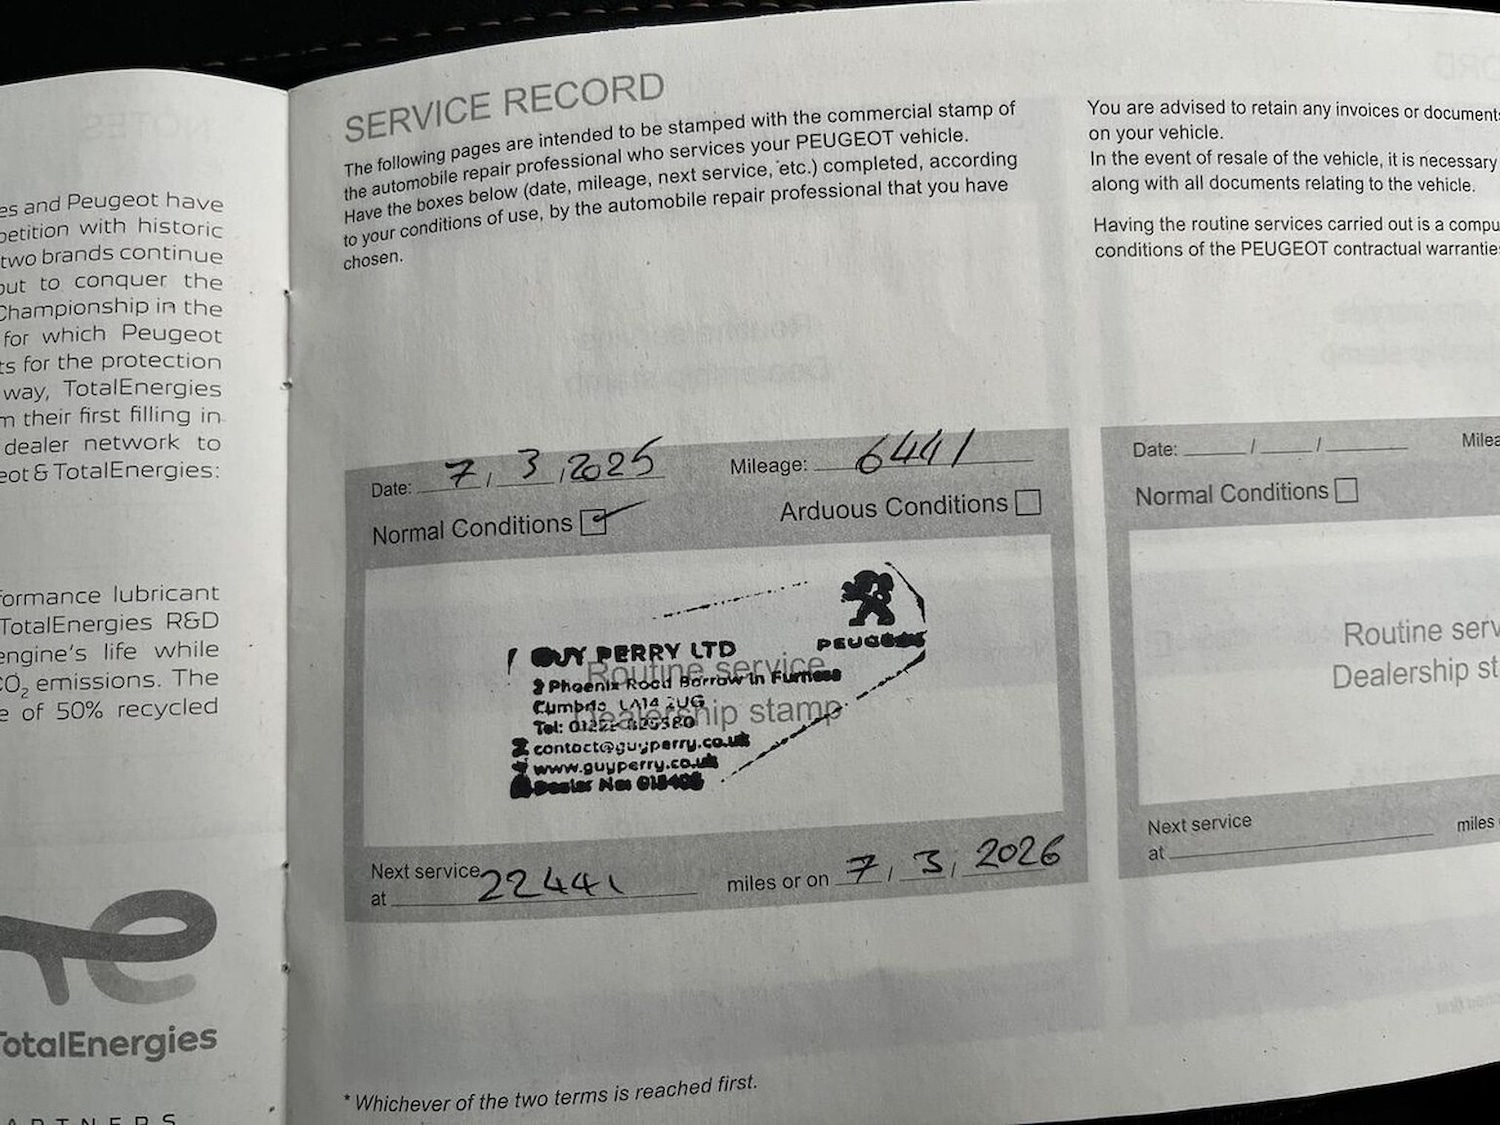 es and Peugeot have
petition with historic
two brands continue
out to conquer the
Championship in the
for which Peugeot
ts for the protection
way, TotalEnergies
m their first filling in
dealer network to
eot & TotalEnergies:
formance lubricant
TotalEnergies R&D
engine's life while
CO2 emissions. The
e of 50% recycled
TotalEnergies
ARTNERS
SERVICE RECORD
The following pages are intended to be stamped with the commercial stamp of
the automobile repair professional who services your PEUGEOT vehicle.
Have the boxes below (date, mileage, next service, etc.) completed, according
to your conditions of use, by the automobile repair professional that you have
chosen.
Date: 7 / 3 / 2025 Mileage: 6441
Normal Conditions Arduous Conditions
PEUGEOT
GUY PERRY LTD
Routine service
Phoenix Road Barrow in Furness
Cumbria LA14 2UG
Dealership stamp
Tel:
contact@guyperry.co.uk
www.guyperry.co.uk
Dealer No:
Next service
at 22441 miles or on 7 / 3 / 2026
* Whichever of the two terms is reached first.
You are advised to retain any invoices or documents
on your vehicle.
In the event of resale of the vehicle, it is necessary
along with all documents relating to the vehicle.
Having the routine services carried out is a compu
conditions of the PEUGEOT contractual warranties
Date: / / Milea
Normal Conditions
Routine serv
Dealership st
Next service
at miles